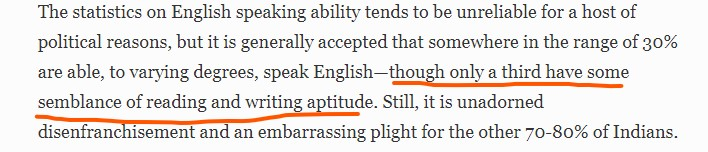 The statistics on English speaking ability tends to be unreliable for a host of
political reasons, but it is generally accepted that somewhere in the range of 30%
are able, to varying degrees, speak English—though only a third have some
semblance of reading and writing aptitude. Still, it is unadorned
disenfranchisement and an embarrassing plight for the other 70-80% of Indians.